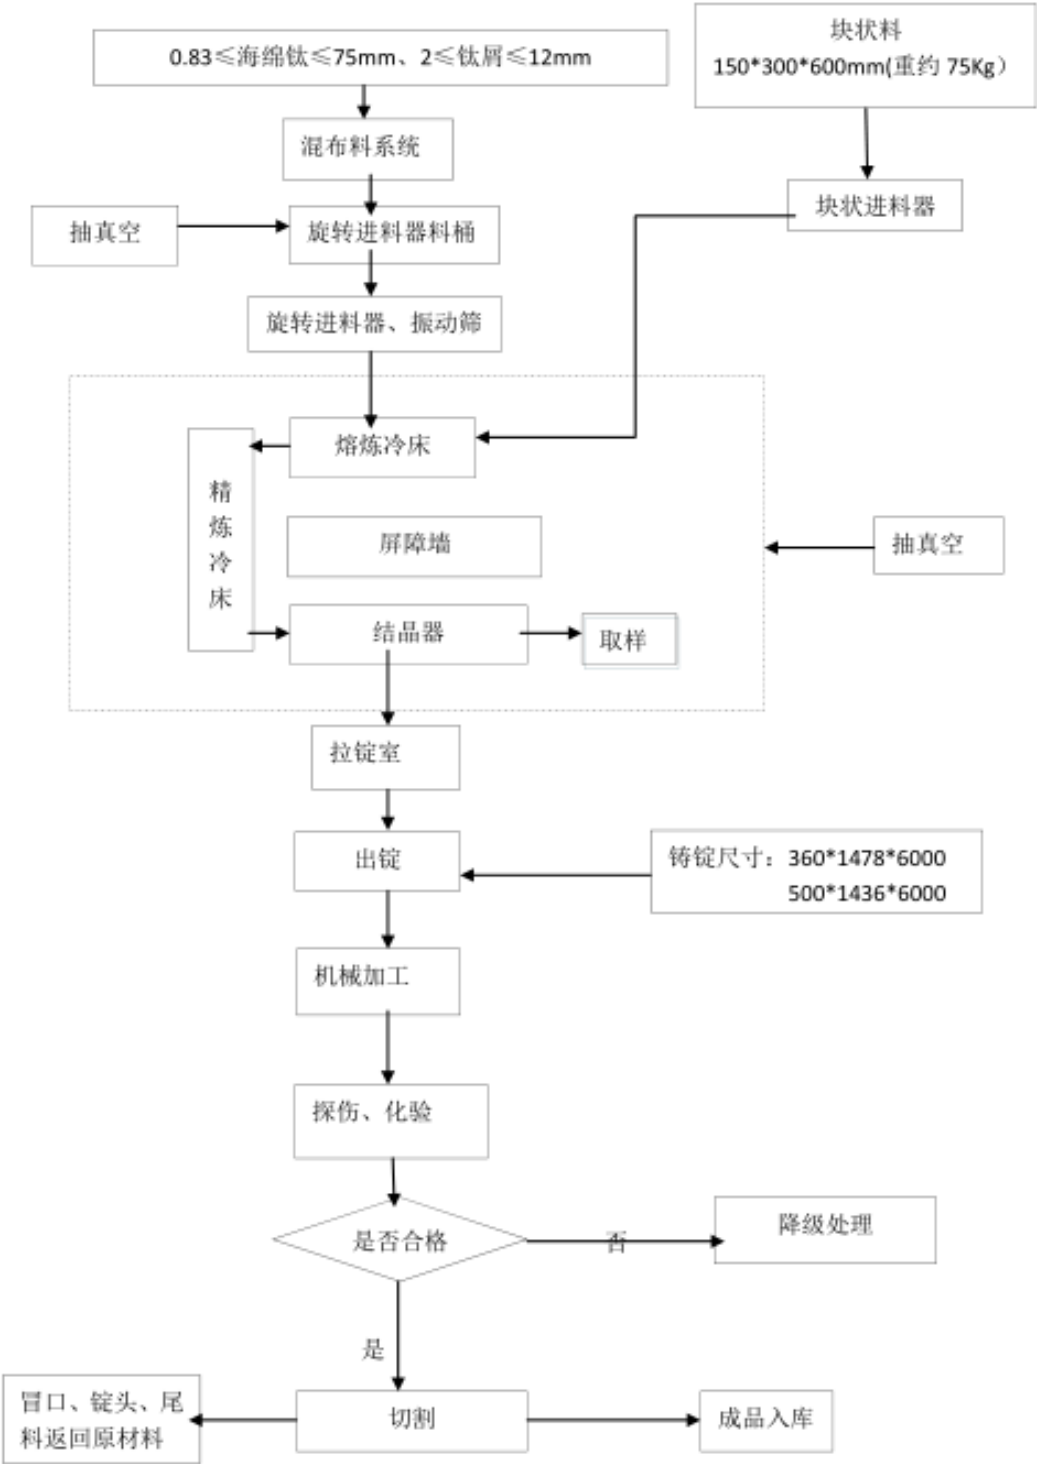 0.83≤海绵钛≤75mm、2≤钛屑≤12mm
块状料
150*300*600mm(重约 75Kg）
混布料系统
块状进料器
抽真空
旋转进料器料桶
旋转进料器、振动筛
熔炼冷床
精
炼
冷
床
屏障墙
抽真空
结晶器
取样
拉锭室
出锭
铸锭尺寸：360*1478*6000
500*1436*6000
机械加工
探伤、化验
是否合格
否
降级处理
是
冒口、锭头、尾
料返回原材料
切割
成品入库